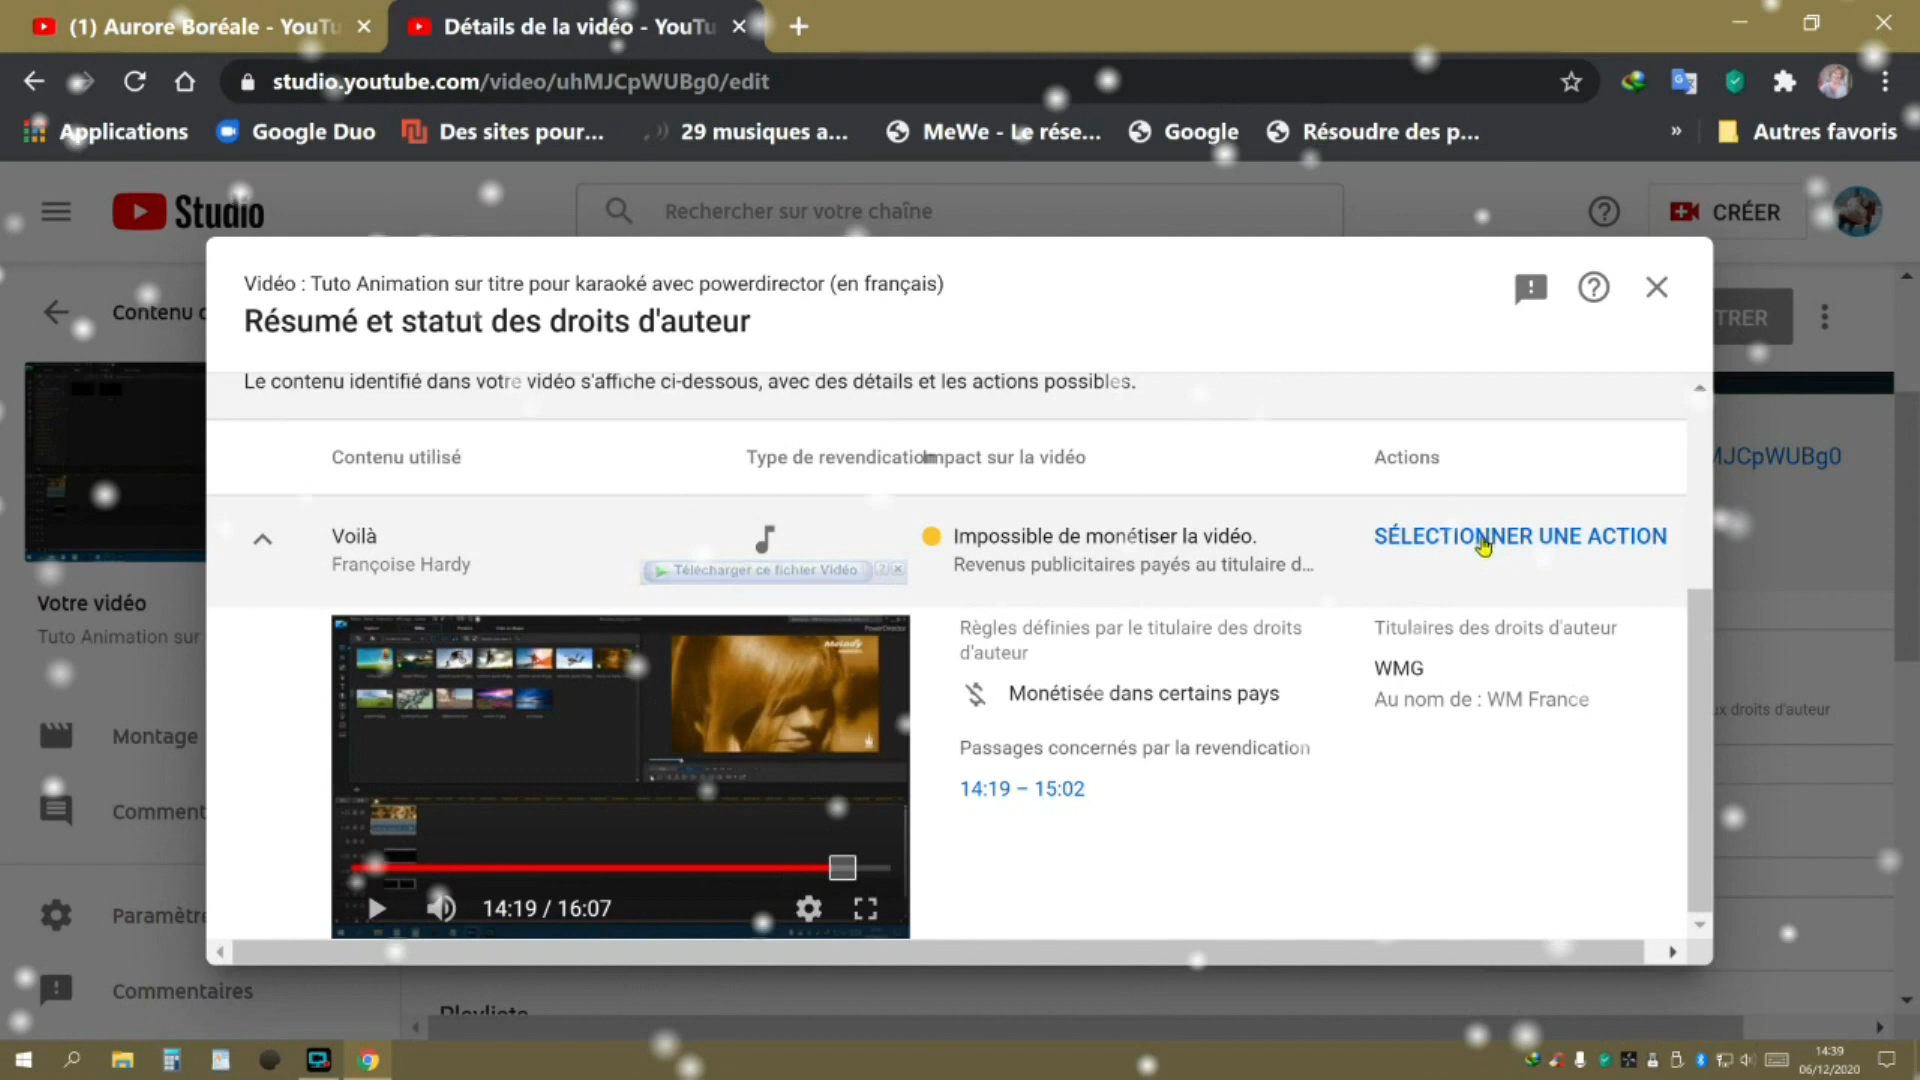 (1) Aurore Boréale - YouTu
Détails de la vidéo - YouTu
studio.youtube.com/video/uhMJCpWUBg0/edit
Applications
Google Duo
Des sites pour...
29 musiques a...
MeWe - Le rése...
Google
Résoudre des p...
»
Autres favoris
Studio
Rechercher sur votre chaîne
CRÉER
Contenu d
TRER
Vidéo : Tuto Animation sur titre pour karaoké avec powerdirector (en français)
Résumé et statut des droits d'auteur
Le contenu identifié dans votre vidéo s'affiche ci-dessous, avec des détails et les actions possibles.
Contenu utilisé
Type de revendication
Impact sur la vidéo
Actions
MJCpWUBg0
Voilà
Françoise Hardy
Télécharger ce fichier Vidéo
Impossible de monétiser la vidéo.
Revenus publicitaires payés au titulaire d...
SÉLECTIONNER UNE ACTION
Votre vidéo
Tuto Animation sur
Règles définies par le titulaire des droits
d'auteur
Monétisée dans certains pays
Passages concernés par la revendication
14:19 – 15:02
Titulaires des droits d'auteur
WMG
Au nom de : WM France
ux droits d'auteur
PowerDirector
Melody
14:19 / 16:07
Montage
Comment
Paramètre
Commentaires
Playlists
14:39
06/12/2020